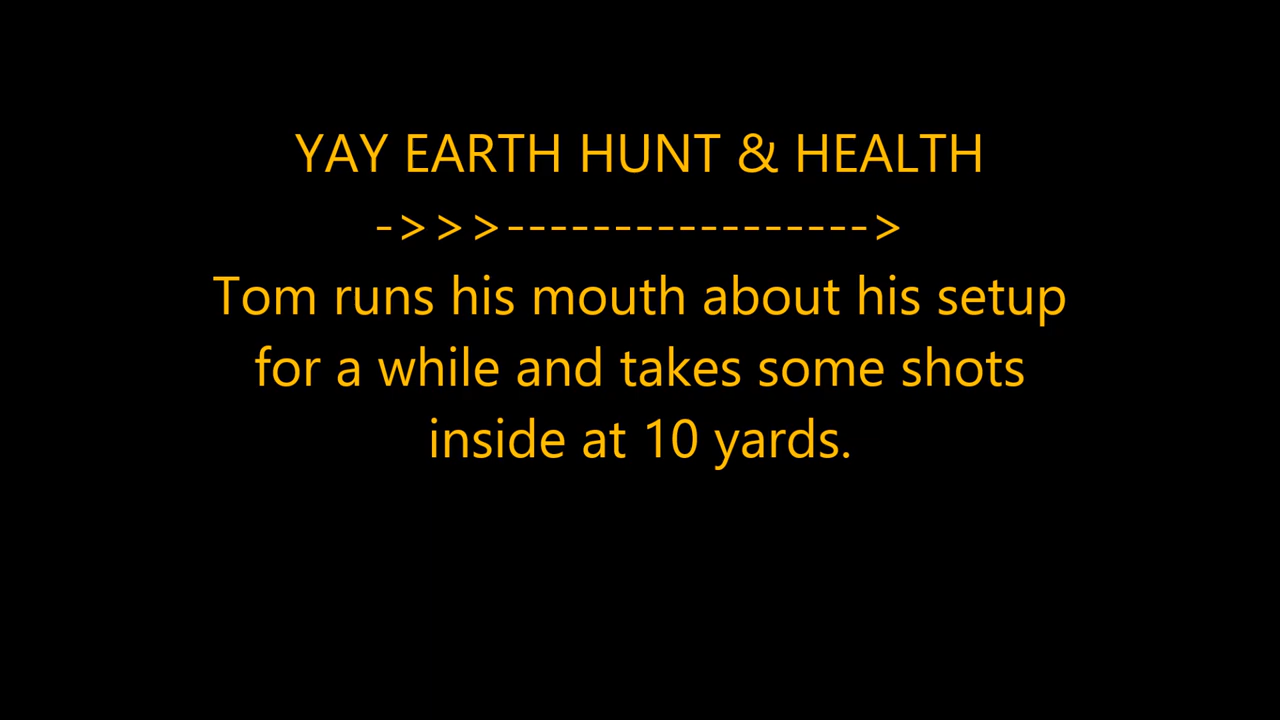 YAY EARTH HUNT & HEALTH
->>>----------------->
Tom runs his mouth about his setup
for a while and takes some shots
inside at 10 yards.